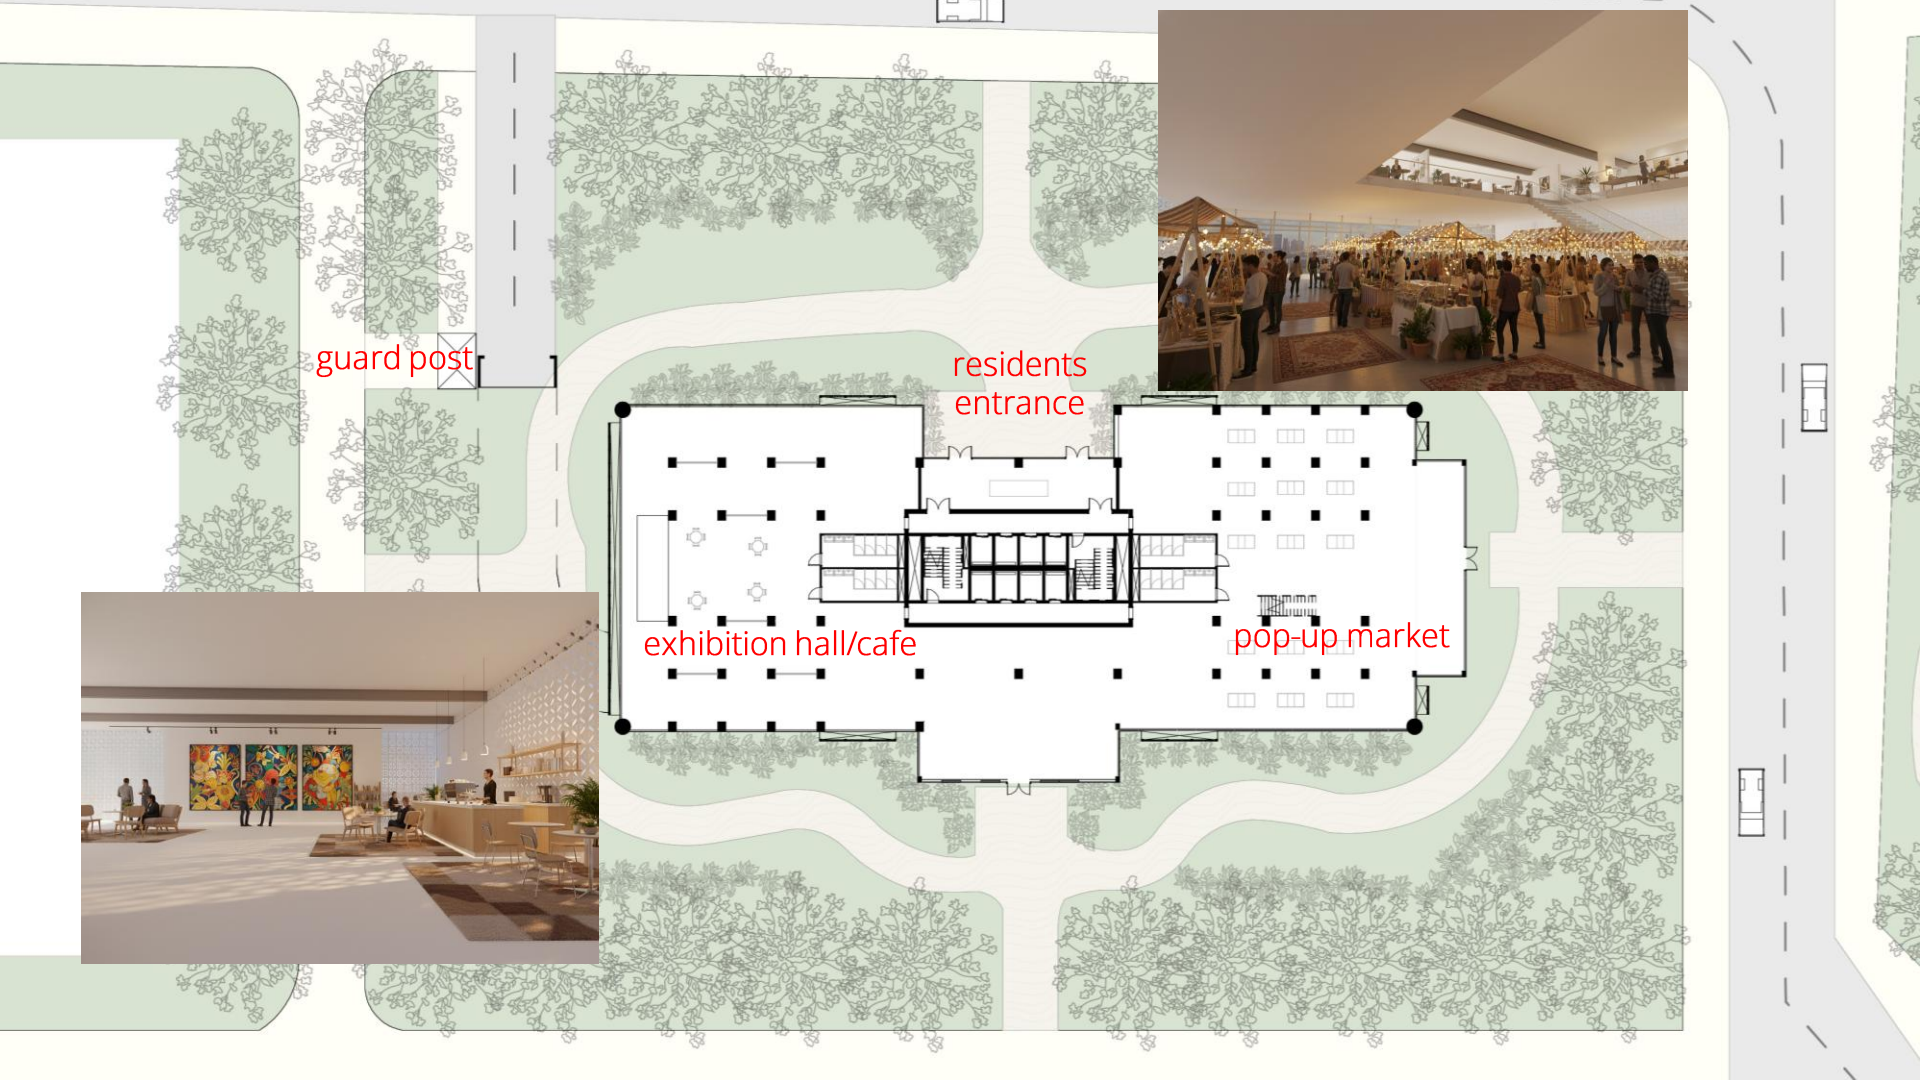 guard post
residents
entrance
exhibition hall/cafe
pop-up market